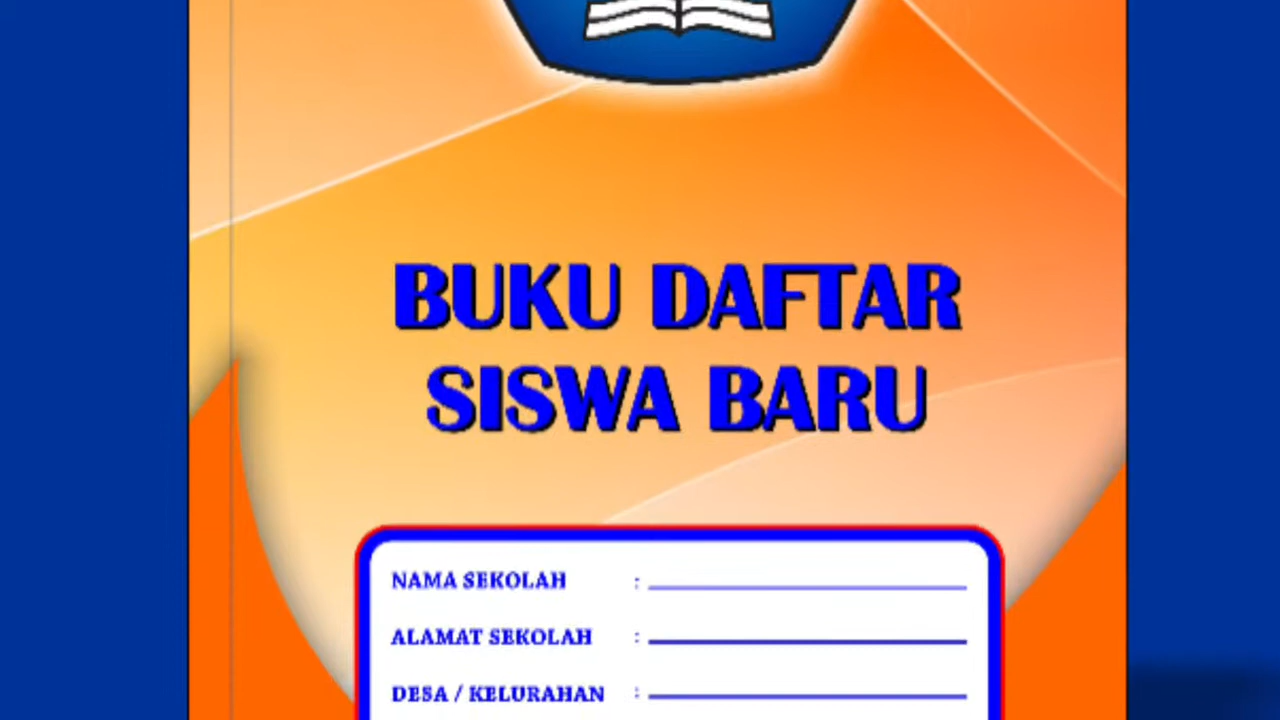 BUKU DAFTAR
SISWA BARU
NAMA SEKOLAH :
ALAMAT SEKOLAH :
DESA / KELURAHAN :